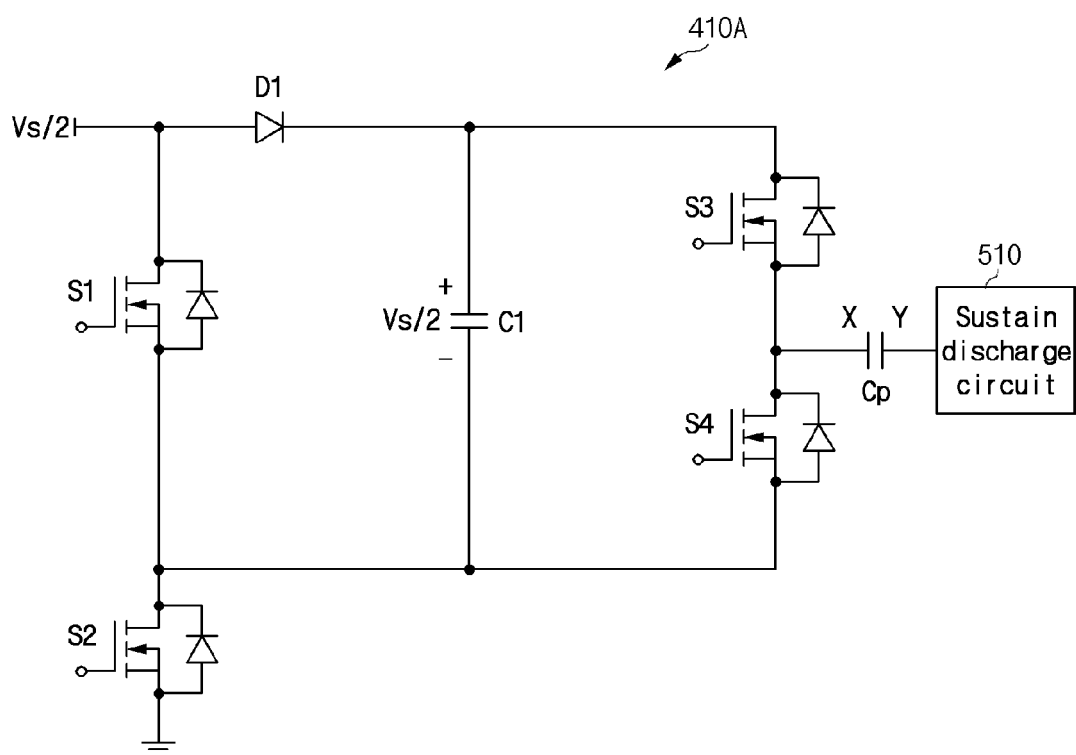 410A
D1
Vs/2
S3
510
S1
+
Vs/2
C1
−
X
Y
Sustain
discharge
circuit
Cp
S4
S2